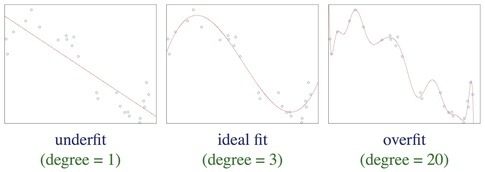 underfit
(degree = 1)
ideal fit
(degree = 3)
overfit
(degree = 20)